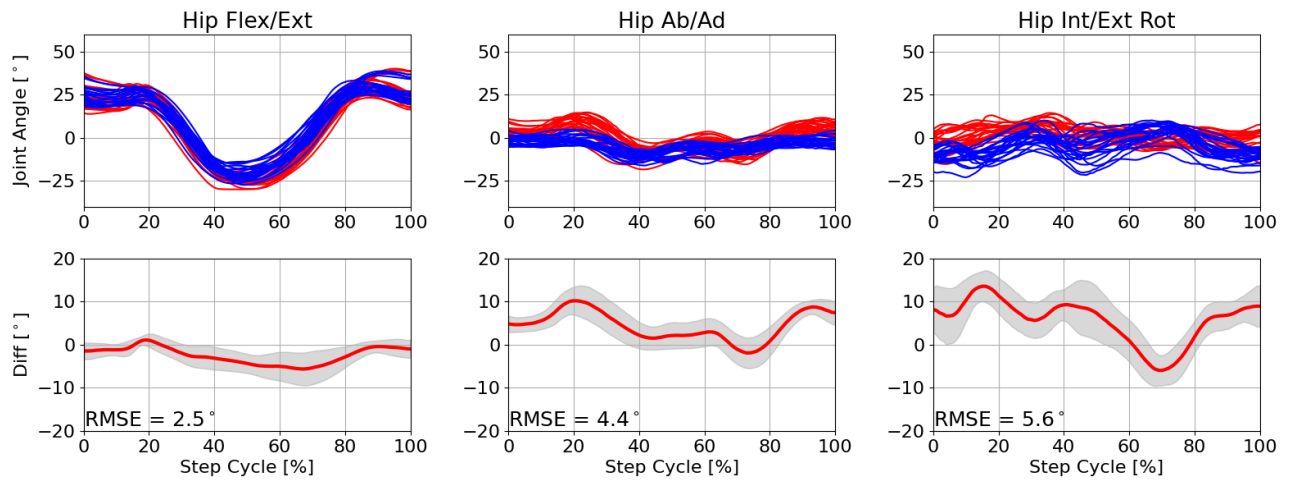 Hip Flex/Ext
Hip Ab/Ad
Hip Int/Ext Rot
Joint Angle [°]
50
25
0
−25
0 20 40 60 80 100
50
25
0
−25
0 20 40 60 80 100
50
25
0
−25
0 20 40 60 80 100
Diff [°]
20
10
0
−10
−20
RMSE = 2.5°
0 20 40 60 80 100
Step Cycle [%]
20
10
0
−10
−20
RMSE = 4.4°
0 20 40 60 80 100
Step Cycle [%]
20
10
0
−10
−20
RMSE = 5.6°
0 20 40 60 80 100
Step Cycle [%]